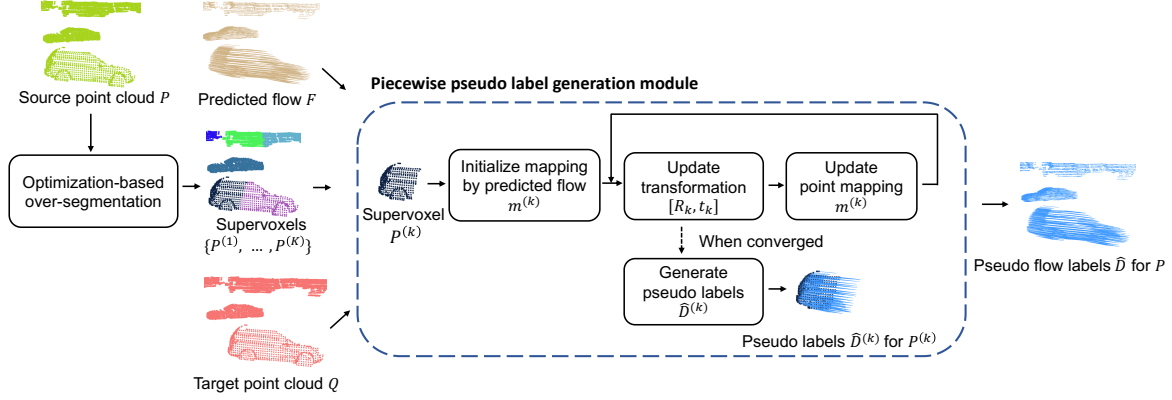 Source point cloud P
Predicted flow F
Piecewise pseudo label generation module
Optimization-based
over-segmentation
Supervoxels
{P^{(1)}, … , P^{(K)}}
Supervoxel
P^{(k)}
Initialize mapping
by predicted flow
m^{(k)}
Update
transformation
[R_k, t_k]
Update
point mapping
m^{(k)}
When converged
Generate
pseudo labels
D̂^{(k)}
Pseudo labels D̂^{(k)} for P^{(k)}
Pseudo flow labels D̂ for P
Target point cloud Q